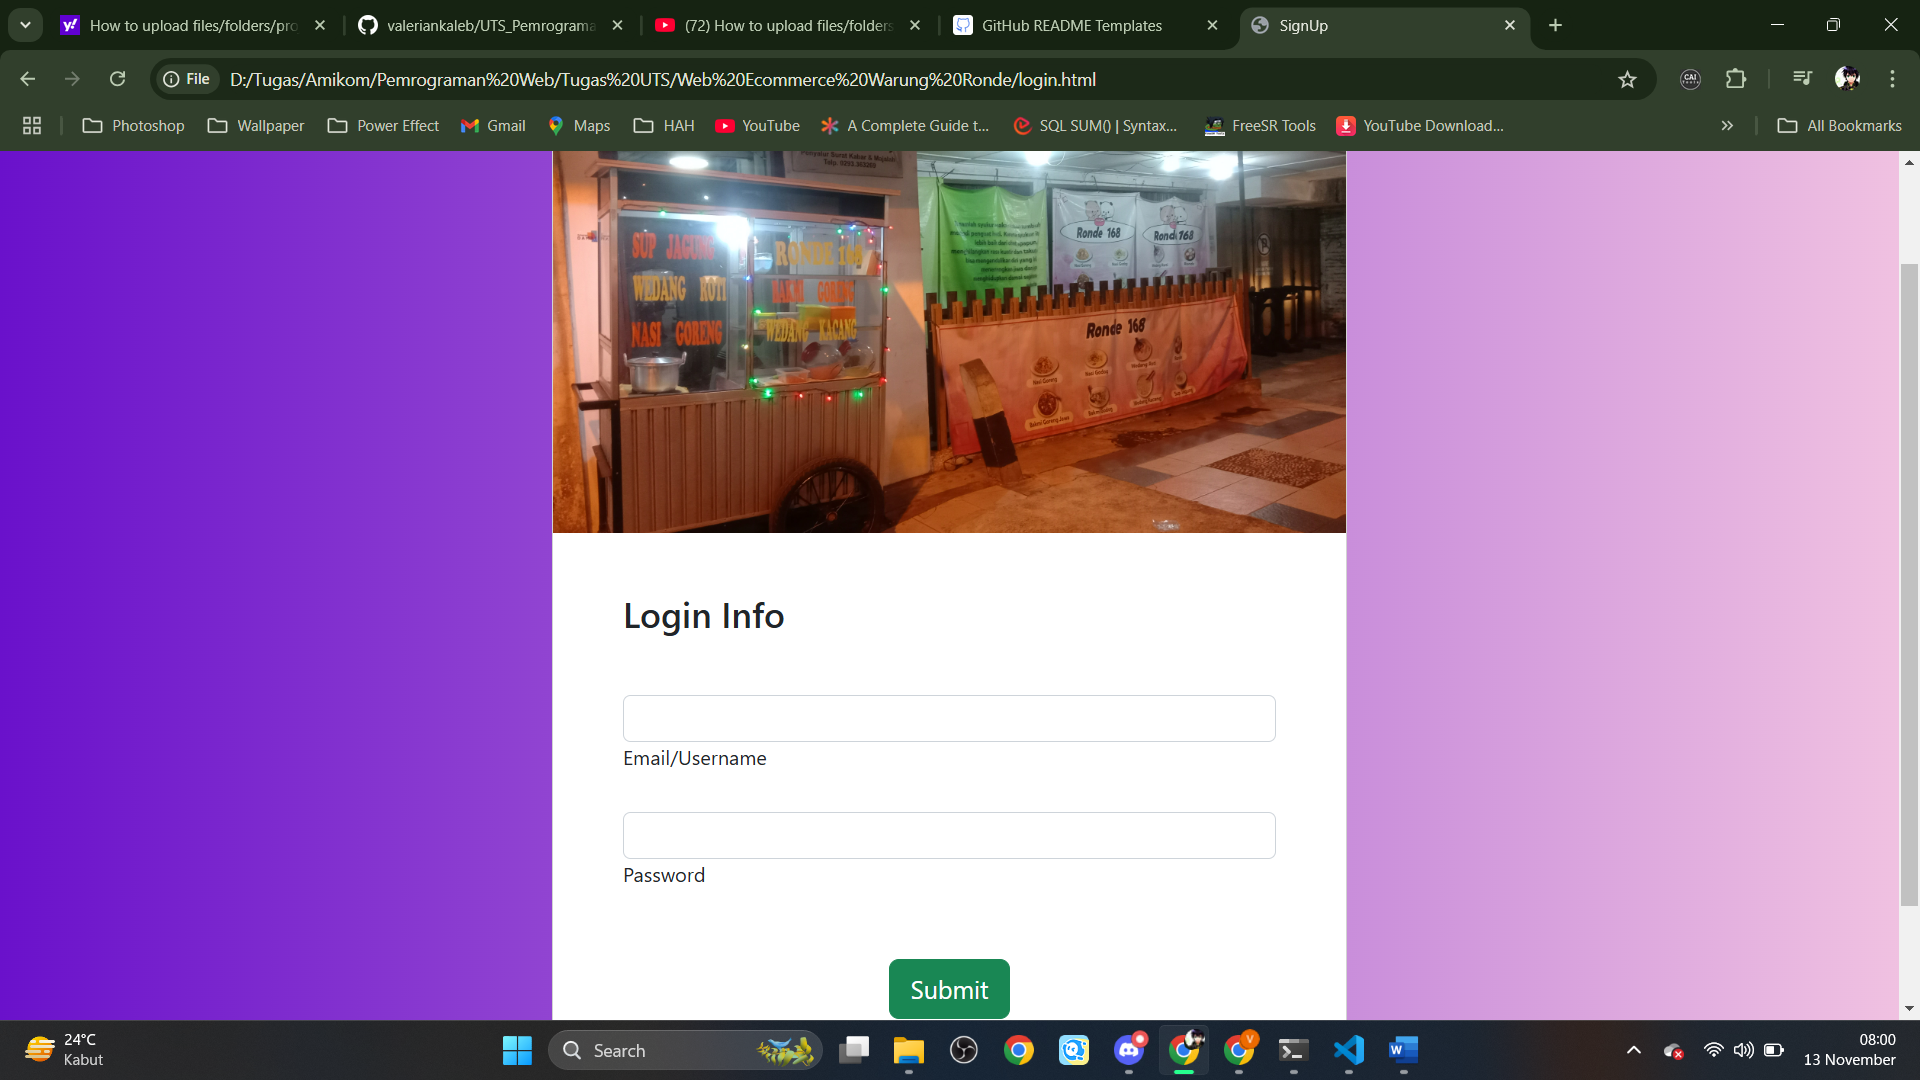 How to upload files/folders/pro
valeriankaleb/UTS_Pemrograma
(72) How to upload files/folders
GitHub README Templates
SignUp
File
D:/Tugas/Amikom/Pemrograman%20Web/Tugas%20UTS/Web%20Ecommerce%20Warung%20Ronde/login.html
Photoshop
Wallpaper
Power Effect
Gmail
Maps
HAH
YouTube
A Complete Guide t...
SQL SUM() | Syntax...
FreeSR Tools
YouTube Download...
All Bookmarks
SUP JAGUNG
WEDANG ROTI
NASI GORENG
RONDE 168
BAKMI GORENG
WEDANG KACANG
Ronde 168
Ronde 168
Ronde 168
Login Info
Email/Username
Password
Submit
24°C
Kabut
Search
08:00
13 November